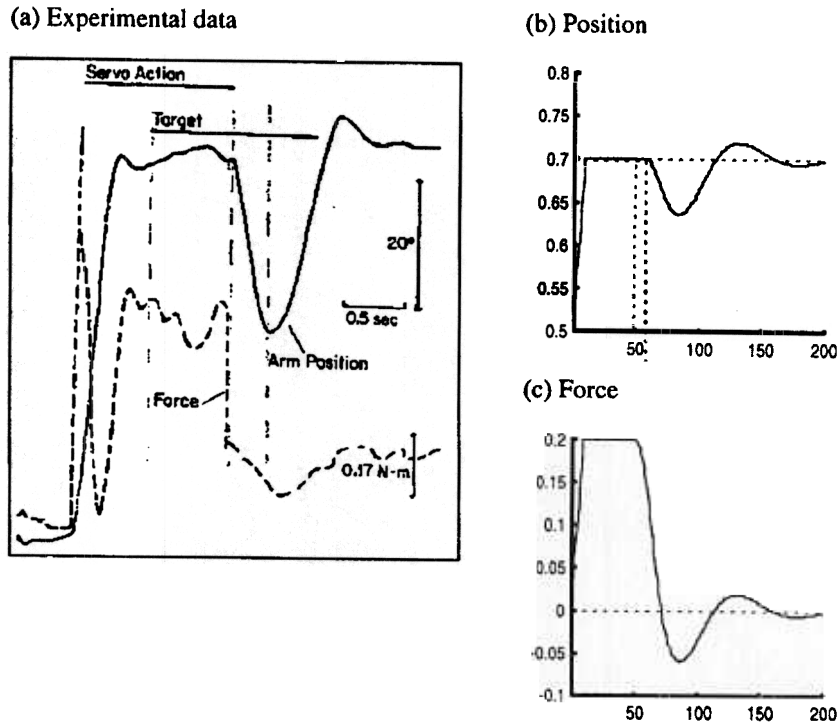 (a) Experimental data
Servo Action
Target
20°
0.5 sec
Arm Position
Force
0.17 N-m
(b) Position
0.8
0.75
0.7
0.65
0.6
0.55
0.5
50 100 150 200
(c) Force
0.2
0.15
0.1
0.05
0
-0.05
-0.1
50 100 150 200